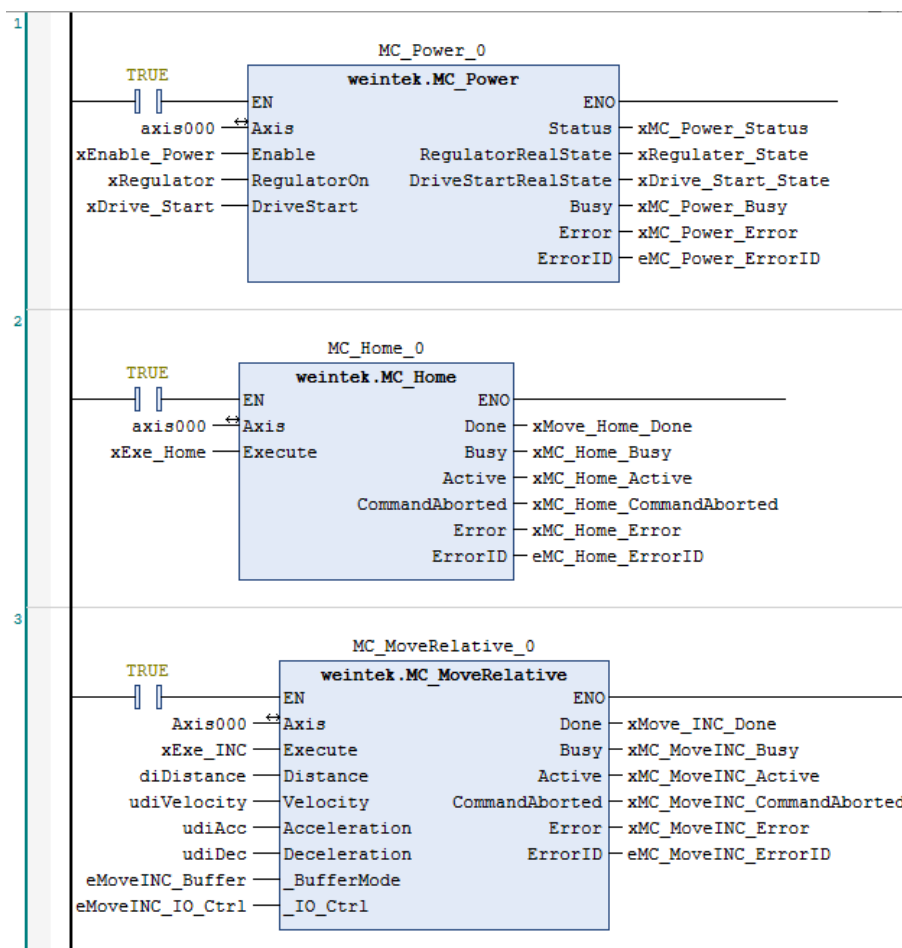 1
MC_Power_0
TRUE
weintek.MC_Power
EN ENO
axis000 Axis Status xMC_Power_Status
xEnable_Power Enable RegulatorRealState xRegulater_State
xRegulator RegulatorOn DriveStartRealState xDrive_Start_State
xDrive_Start DriveStart Busy xMC_Power_Busy
Error xMC_Power_Error
ErrorID eMC_Power_ErrorID
2
MC_Home_0
TRUE
weintek.MC_Home
EN ENO
axis000 Axis Done xMove_Home_Done
xExe_Home Execute Busy xMC_Home_Busy
Active xMC_Home_Active
CommandAborted xMC_Home_CommandAborted
Error xMC_Home_Error
ErrorID eMC_Home_ErrorID
3
MC_MoveRelative_0
TRUE
weintek.MC_MoveRelative
EN ENO
Axis000 Axis Done xMove_INC_Done
xExe_INC Execute Busy xMC_MoveINC_Busy
diDistance Distance Active xMC_MoveINC_Active
udiVelocity Velocity CommandAborted xMC_MoveINC_CommandAborted
udiAcc Acceleration Error xMC_MoveINC_Error
udiDec Deceleration ErrorID eMC_MoveINC_ErrorID
eMoveINC_Buffer _BufferMode
eMoveINC_IO_Ctrl _IO_Ctrl